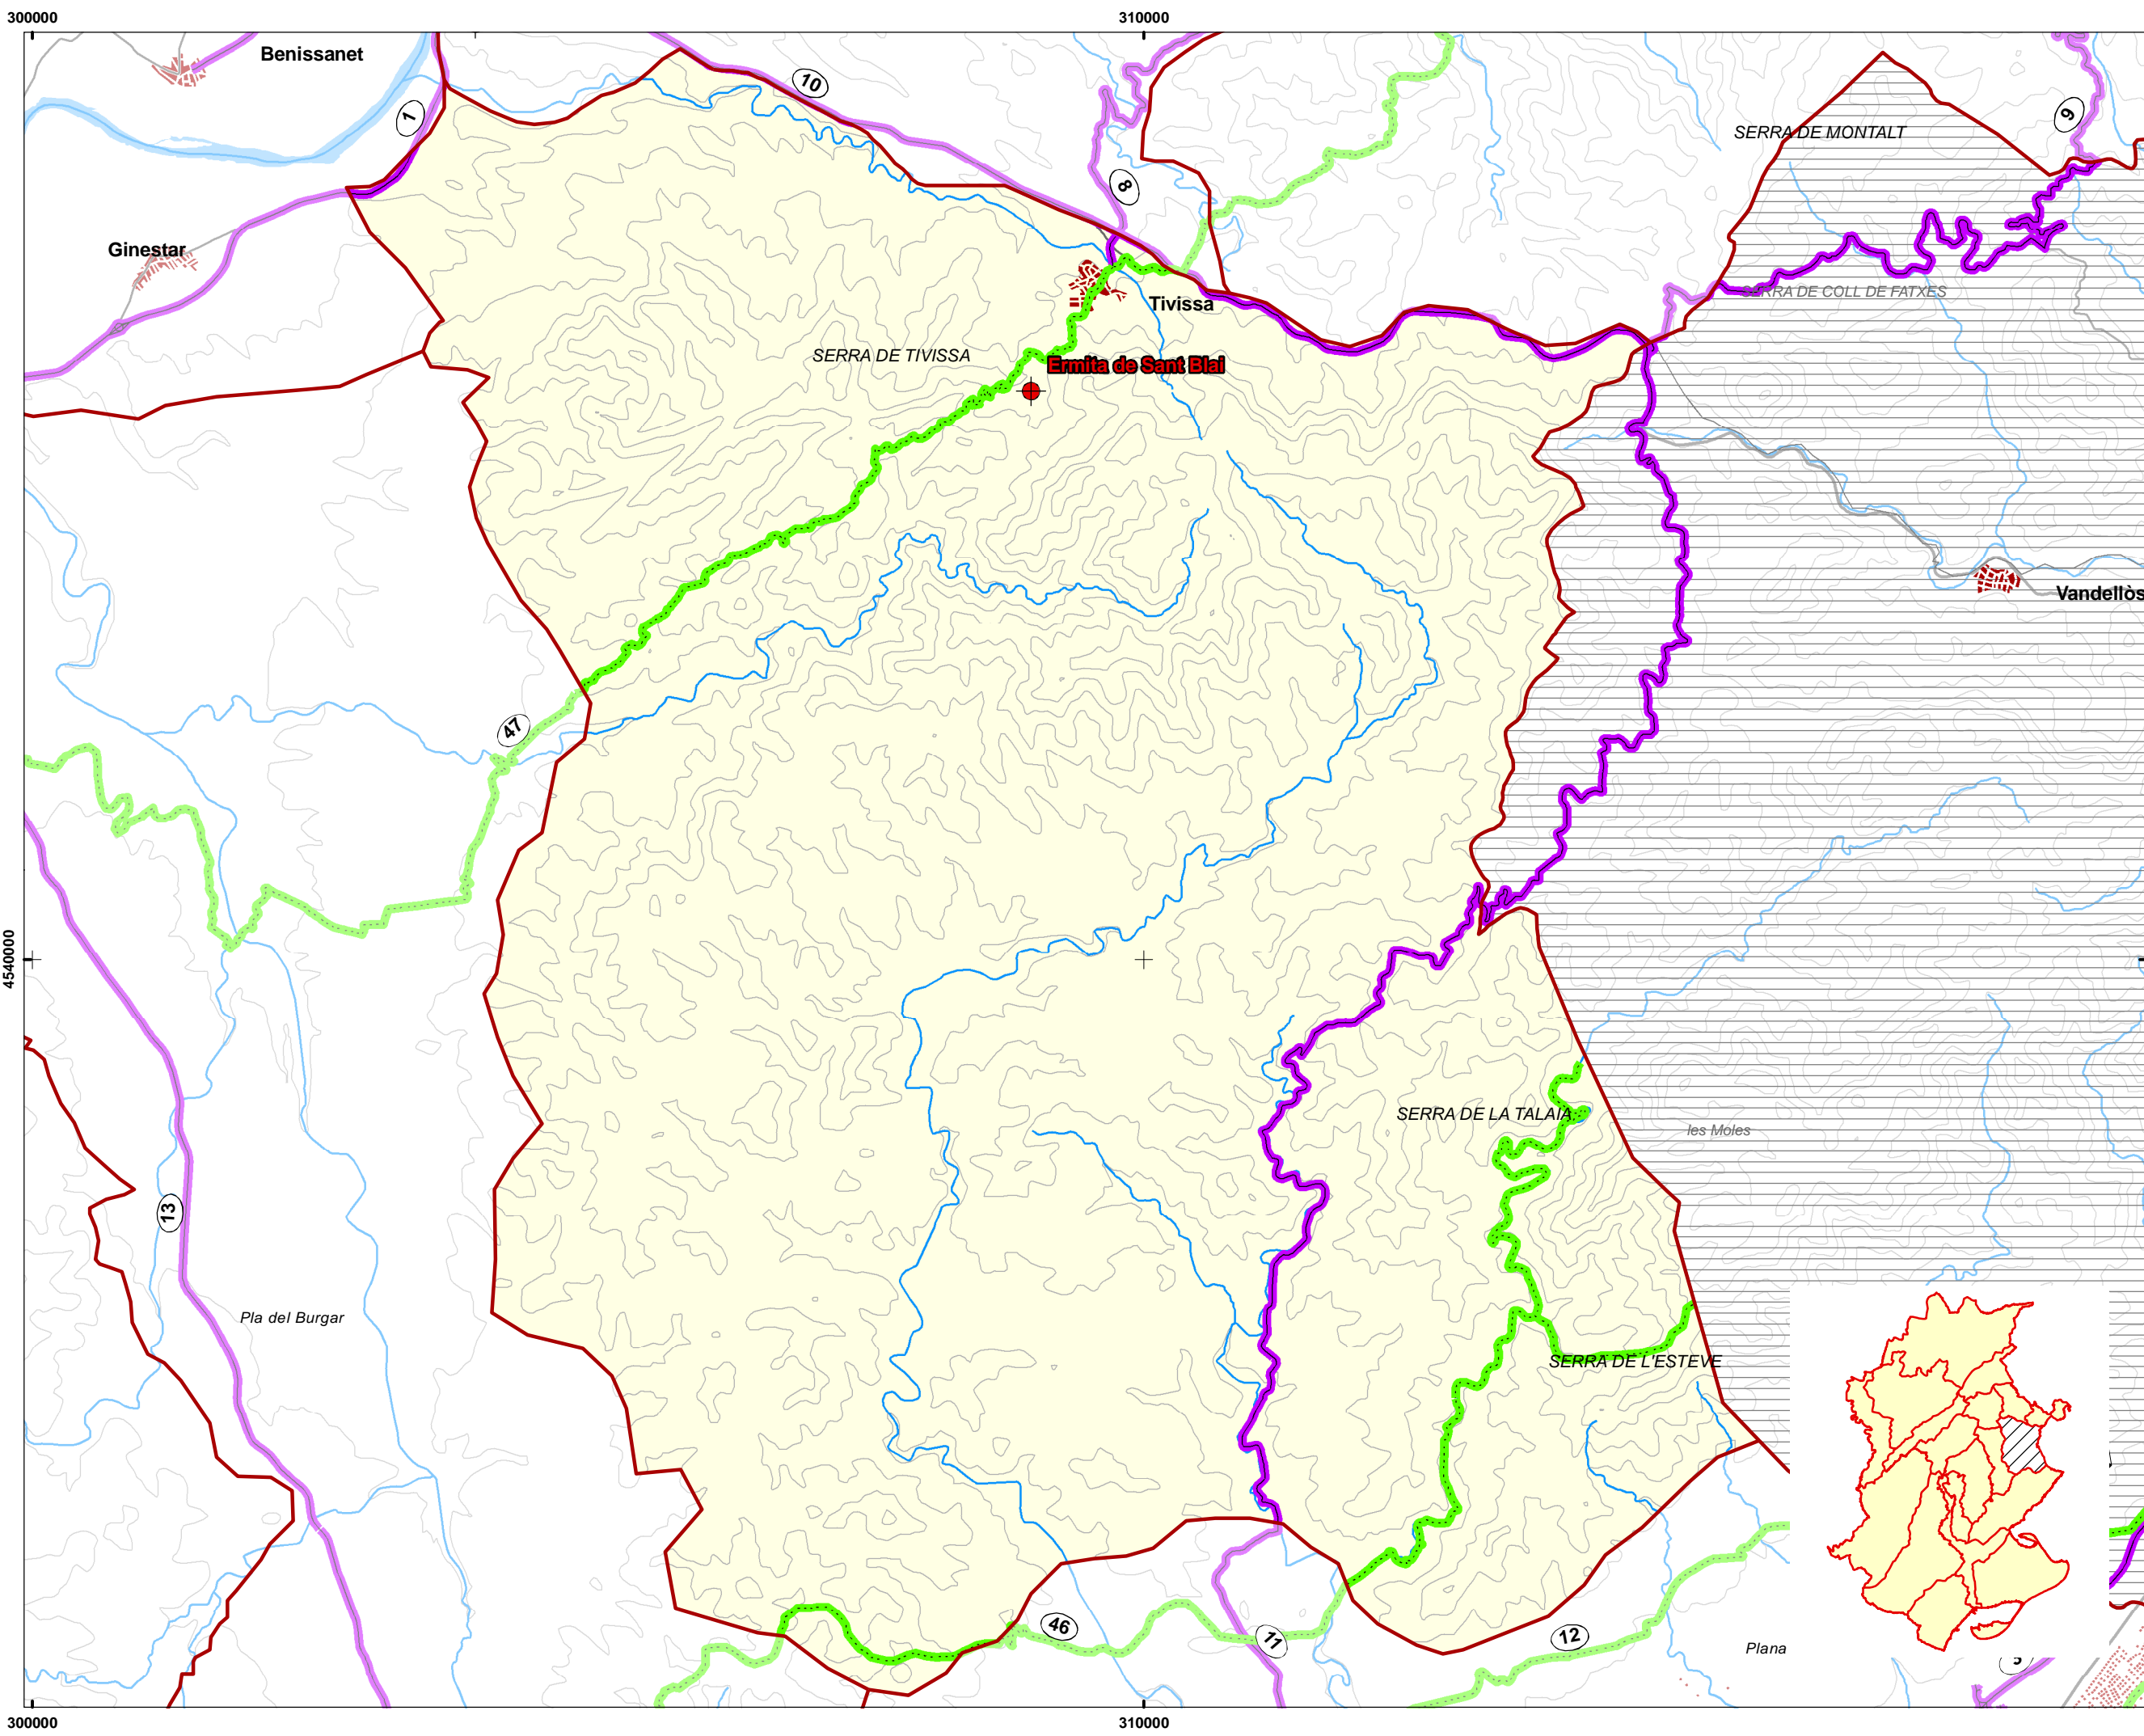 300000
310000
Benissanet
10
1
9
SERRA DE MONTALT
8
Ginestar
SERRA DE COLL DE FATXES
Tivissa
SERRA DE TIVISSA
Ermita de Sant Blai
Vandellòs
47
4540000
SERRA DE LA TALAIA
les Moles
13
Pla del Burgar
SERRA DE L'ESTEVE
46
11
12
Plana
5
300000
310000